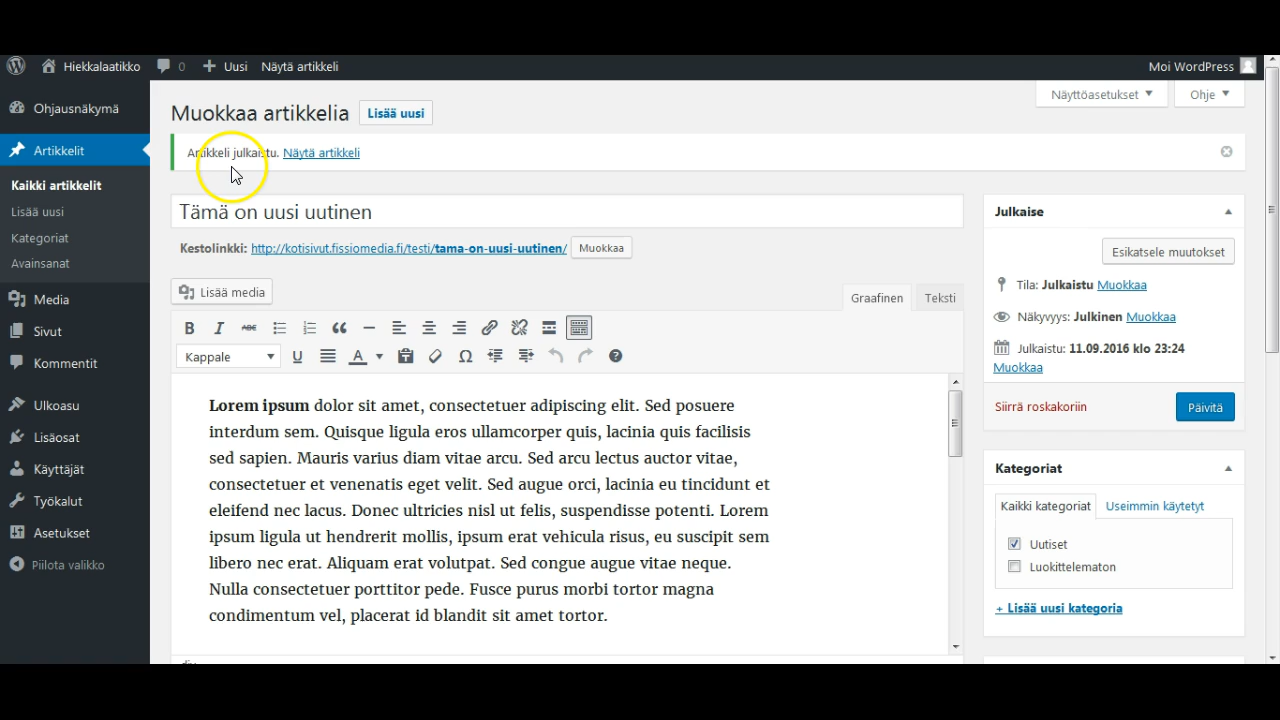 Hiekkalaatikko 0 Uusi Näytä artikkeli Moi WordPress
Näyttöasetukset Ohje
Ohjausnäkymä
Artikkelit
Kaikki artikkelit
Lisää uusi
Kategoriat
Avainsanat
Media
Sivut
Kommentit
Ulkoasu
Lisäosat
Käyttäjät
Työkalut
Asetukset
Piilota valikko
Muokkaa artikkelia Lisää uusi
Artikkeli julkaistu. Näytä artikkeli
Tämä on uusi uutinen
Kestolinkki: http://kotisivut.fissiomedia.fi/testi/tama-on-uusi-uutinen/ Muokkaa
Lisää media
Graafinen Teksti
B I ABC
Kappale U A Ω
Lorem ipsum dolor sit amet, consectetuer adipiscing elit. Sed posuere
interdum sem. Quisque ligula eros ullamcorper quis, lacinia quis facilisis
sed sapien. Mauris varius diam vitae arcu. Sed arcu lectus auctor vitae,
consectetuer et venenatis eget velit. Sed augue orci, lacinia eu tincidunt et
eleifend nec lacus. Donec ultricies nisl ut felis, suspendisse potenti. Lorem
ipsum ligula ut hendrerit mollis, ipsum erat vehicula risus, eu suscipit sem
libero nec erat. Aliquam erat volutpat. Sed congue augue vitae neque.
Nulla consectetuer porttitor pede. Fusce purus morbi tortor magna
condimentum vel, placerat id blandit sit amet tortor.
Julkaise
Esikatsele muutokset
Tila: Julkaistu Muokkaa
Näkyvyys: Julkinen Muokkaa
Julkaistu: 11.09.2016 klo 23:24
Muokkaa
Siirrä roskakoriin Päivitä
Kategoriat
Kaikki kategoriat Useimmin käytetyt
Uutiset
Luokittelematon
+ Lisää uusi kategoria